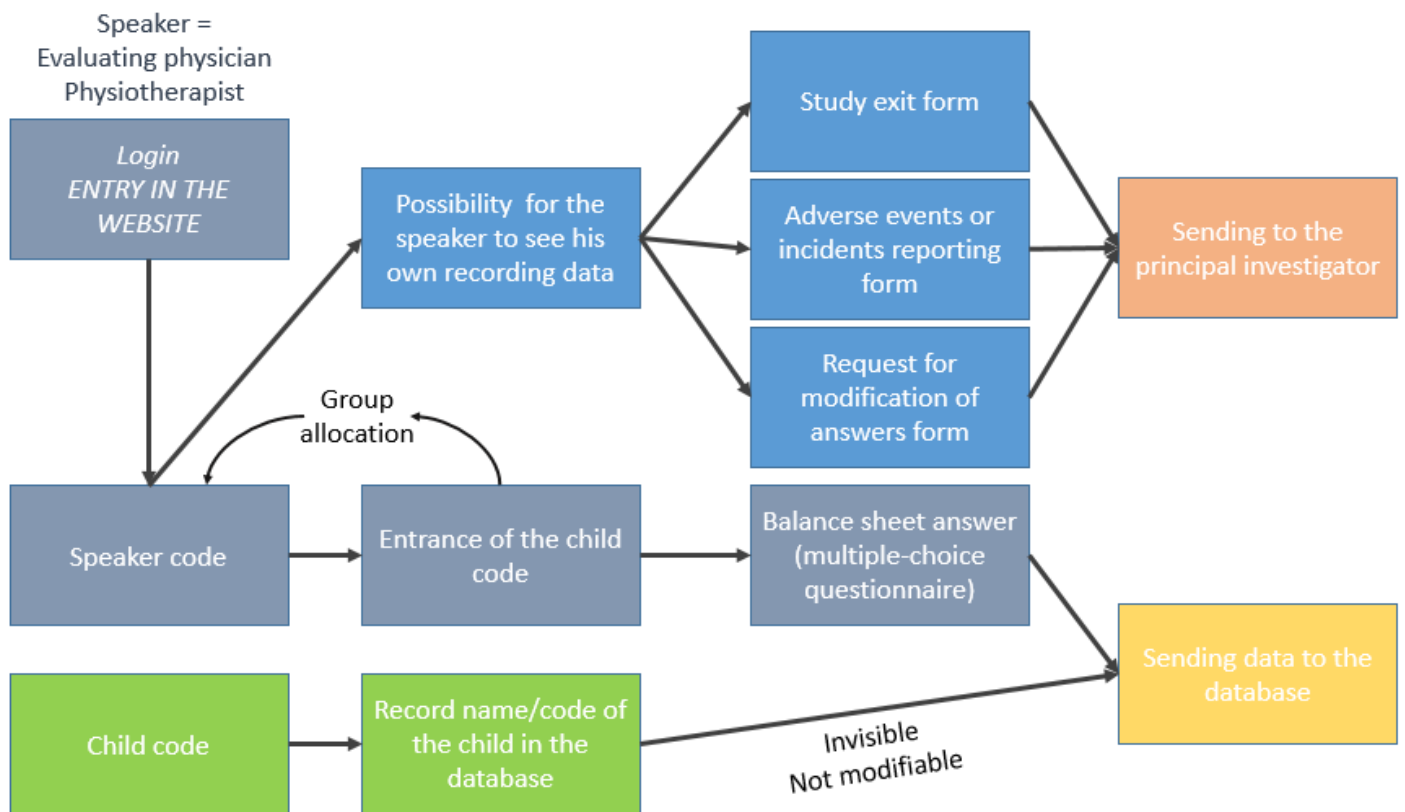 Speaker =
Evaluating physician
Physiotherapist
Login
ENTRY IN THE
WEBSITE
Possibility for the
speaker to see his
own recording data
Study exit form
Adverse events or
incidents reporting
form
Request for
modification of
answers form
Sending to the
principal investigator
Group
allocation
Speaker code
Entrance of the child
code
Balance sheet answer
(multiple-choice
questionnaire)
Sending data to the
database
Child code
Record name/code of
the child in the
database
Invisible
Not modifiable